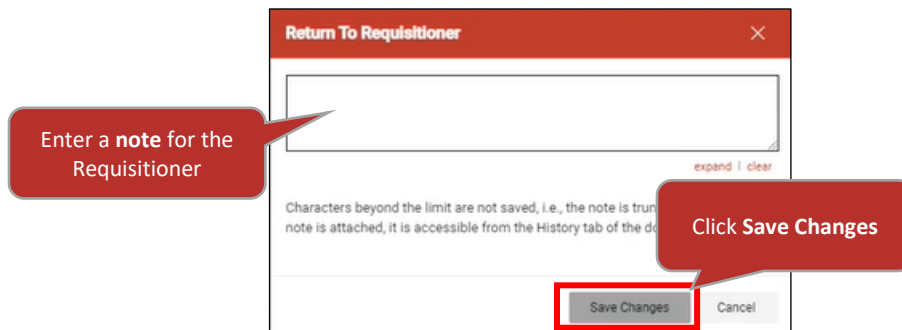 Return To Requisitioner
Enter a note for the
Requisitioner
expand | clear
Characters beyond the limit are not saved, i.e., the note is
note is attached, it is accessible from the History tab of the
Click Save Changes
Save Changes
Cancel